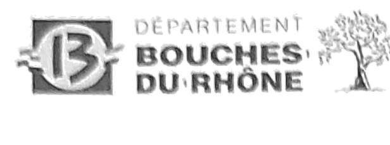 13
DÉPARTEMENT
BOUCHES
DU RHÔNE